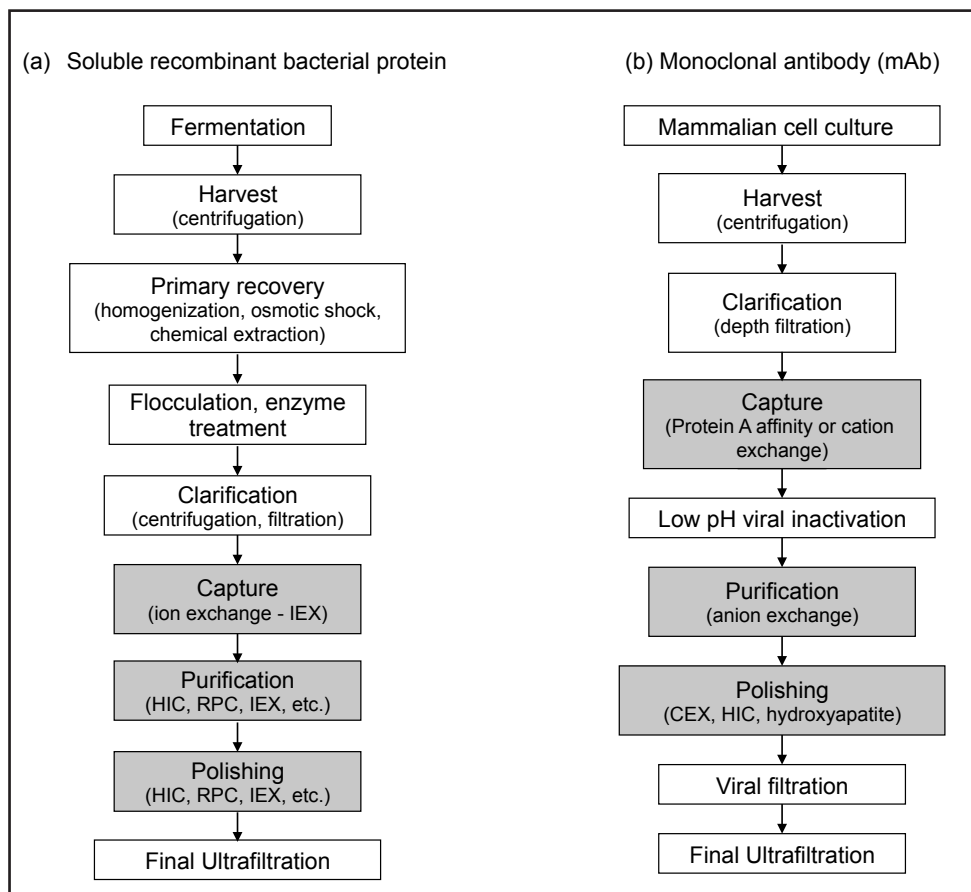 (a) Soluble recombinant bacterial protein
Fermentation
Harvest
(centrifugation)
Primary recovery
(homogenization, osmotic shock,
chemical extraction)
Flocculation, enzyme
treatment
Clarification
(centrifugation, filtration)
Capture
(ion exchange - IEX)
Purification
(HIC, RPC, IEX, etc.)
Polishing
(HIC, RPC, IEX, etc.)
Final Ultrafiltration
(b) Monoclonal antibody (mAb)
Mammalian cell culture
Harvest
(centrifugation)
Clarification
(depth filtration)
Capture
(Protein A affinity or cation
exchange)
Low pH viral inactivation
Purification
(anion exchange)
Polishing
(CEX, HIC, hydroxyapatite)
Viral filtration
Final Ultrafiltration